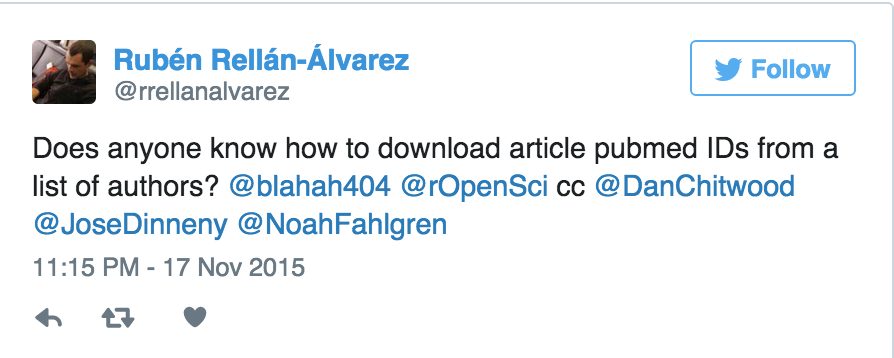 Rubén Rellán-Álvarez
@rrellanalvarez
Follow
Does anyone know how to download article pubmed IDs from a
list of authors? @blahah404 @rOpenSci cc @DanChitwood
@JoseDinneny @NoahFahlgren
11:15 PM - 17 Nov 2015